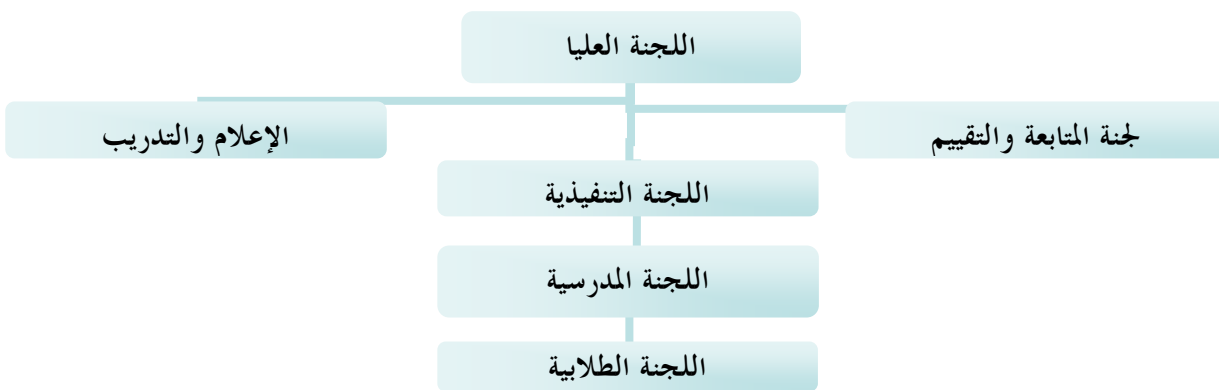 اللجنة العليا
لجنة المتابعة والتقييم
الإعلام والتدريب
اللجنة التنفيذية
اللجنة المدرسية
اللجنة الطلابية